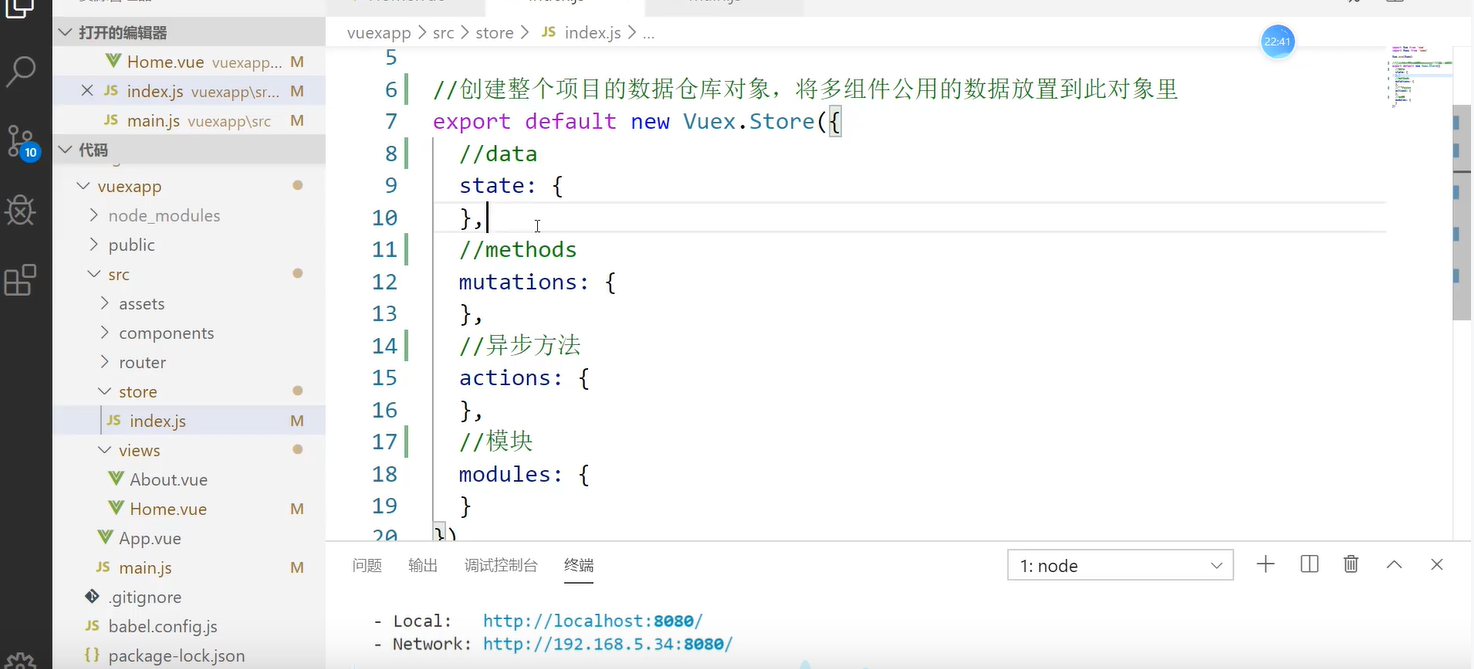 打开的编辑器
Home.vue vuexapp... M
index.js vuexapp\sr... M
main.js vuexapp\src M
代码
vuexapp
node_modules
public
src
assets
components
router
store
index.js M
views
About.vue
Home.vue M
App.vue
main.js M
.gitignore
babel.config.js
package-lock.json
10
vuexapp > src > store > JS index.js > ...
22:41
5
6 //创建整个项目的数据仓库对象，将多组件公用的数据放置到此对象里
7 export default new Vuex.Store({
8 //data
9 state: {
10 },
11 //methods
12 mutations: {
13 },
14 //异步方法
15 actions: {
16 },
17 //模块
18 modules: {
19 }
20 })
问题 输出 调试控制台 终端 1: node
- Local: http://localhost:8080/
- Network: http://192.168.5.34:8080/